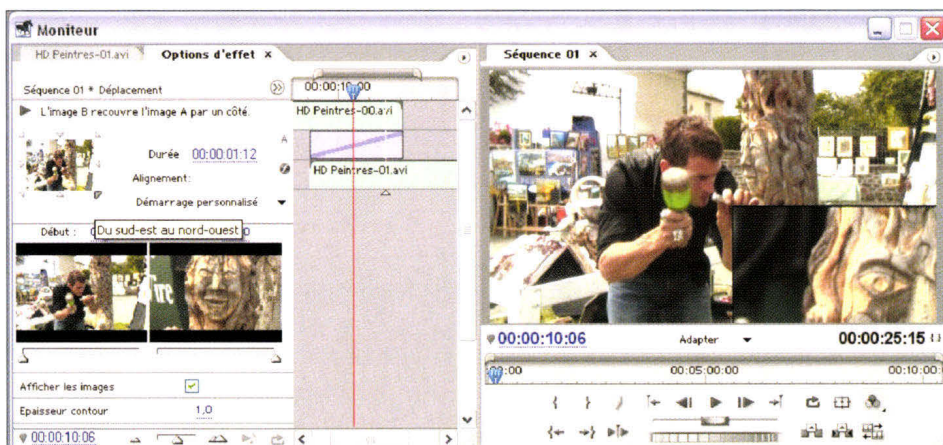 Moniteur
HD Peintres-01.avi
Options d'effet ×
Séquence 01 ×
Séquence 01 * Déplacement
00:00:10:00
L'image B recouvre l'image A par un côté.
HD Peintres-00.avi
A
Durée 00:00:01:12
Alignement:
HD Peintres-01.avi
Démarrage personnalisé
Début :
Du sud-est au nord-ouest
Afficher les images
Epaisseur contour 1,0
00:00:10:06
00:00:10:06
Adapter
00:00:25:15
:00
00:05:00:00
00:10:00